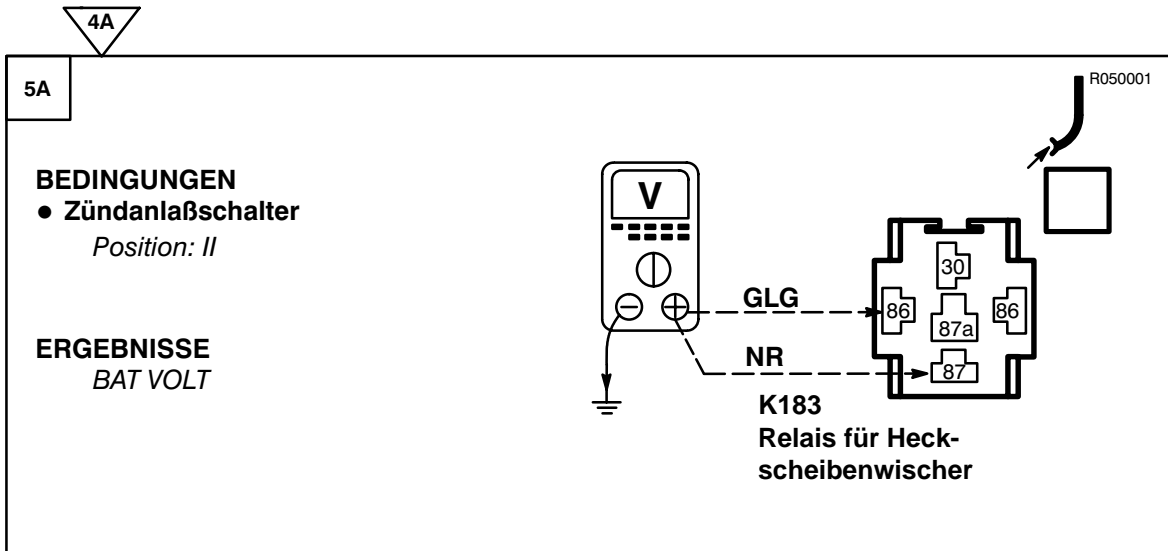 4A
5A
R050001
BEDINGUNGEN
● Zündanlaßschalter
Position: II
ERGEBNISSE
BAT VOLT
V
GLG
NR
30
86
86
87a
87
K183
Relais für Heck-
scheibenwischer